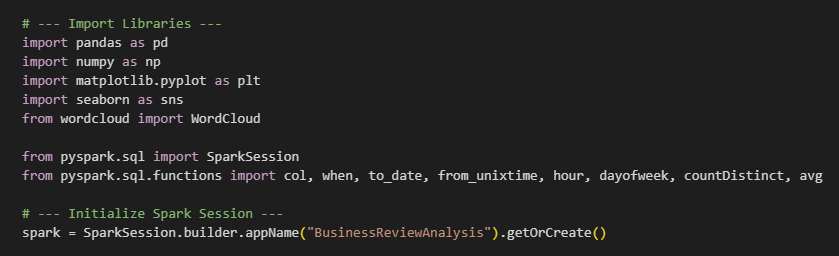 # --- Import Libraries ---
import pandas as pd
import numpy as np
import matplotlib.pyplot as plt
import seaborn as sns
from wordcloud import WordCloud
from pyspark.sql import SparkSession
from pyspark.sql.functions import col, when, to_date, from_unixtime, hour, dayofweek, countDistinct, avg
# --- Initialize Spark Session ---
spark = SparkSession.builder.appName("BusinessReviewAnalysis").getOrCreate()